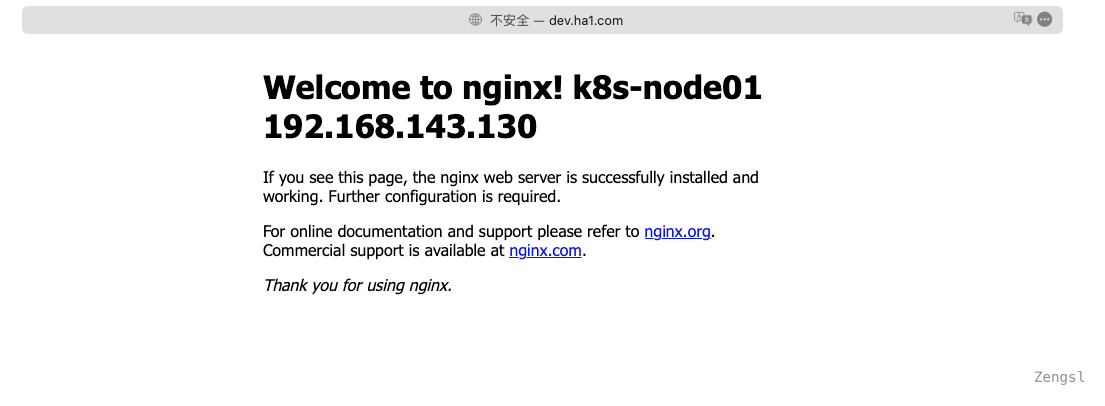 不安全 — dev.ha1.com
Welcome to nginx! k8s-node01
192.168.143.130
If you see this page, the nginx web server is successfully installed and
working. Further configuration is required.
For online documentation and support please refer to nginx.org.
Commercial support is available at nginx.com.
Thank you for using nginx.
Zengsl